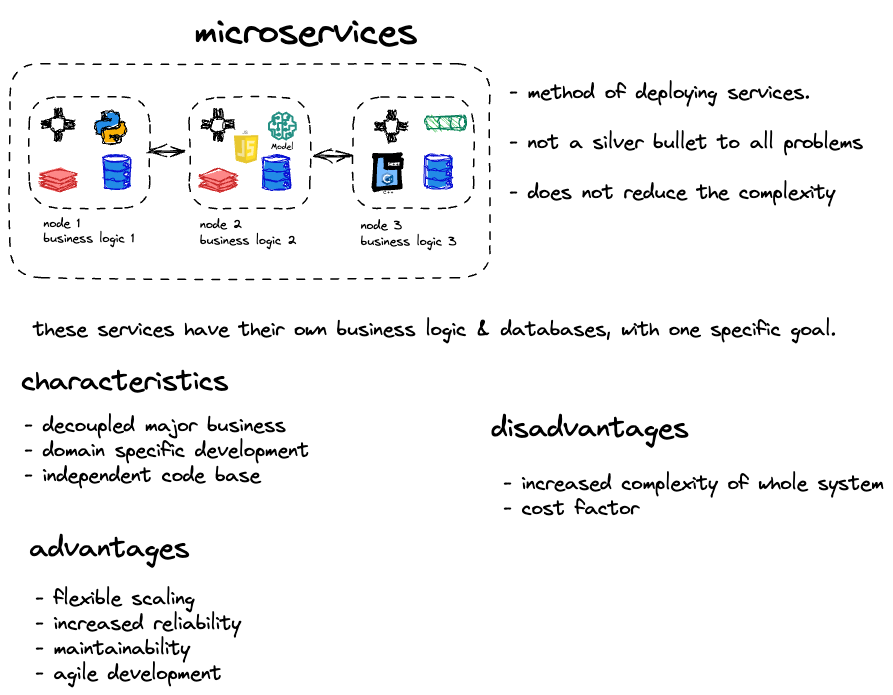 microservices
JS
Model
C++
node 1
business logic 1
node 2
business logic 2
node 3
business logic 3
- method of deploying services.
- not a silver bullet to all problems
- does not reduce the complexity
these services have their own business logic & databases, with one specific goal.
characteristics
- decoupled major business
- domain specific development
- independent code base
disadvantages
- increased complexity of whole system
- cost factor
advantages
- flexible scaling
- increased reliability
- maintainability
- agile development